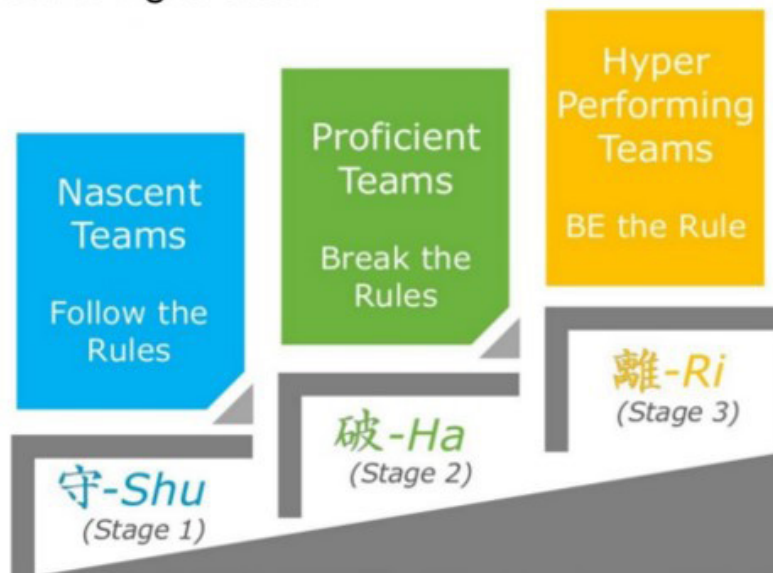 Nascent
Teams
Follow the
Rules
守-Shu
(Stage 1)
Proficient
Teams
Break the
Rules
破-Ha
(Stage 2)
Hyper
Performing
Teams
BE the Rule
離-Ri
(Stage 3)